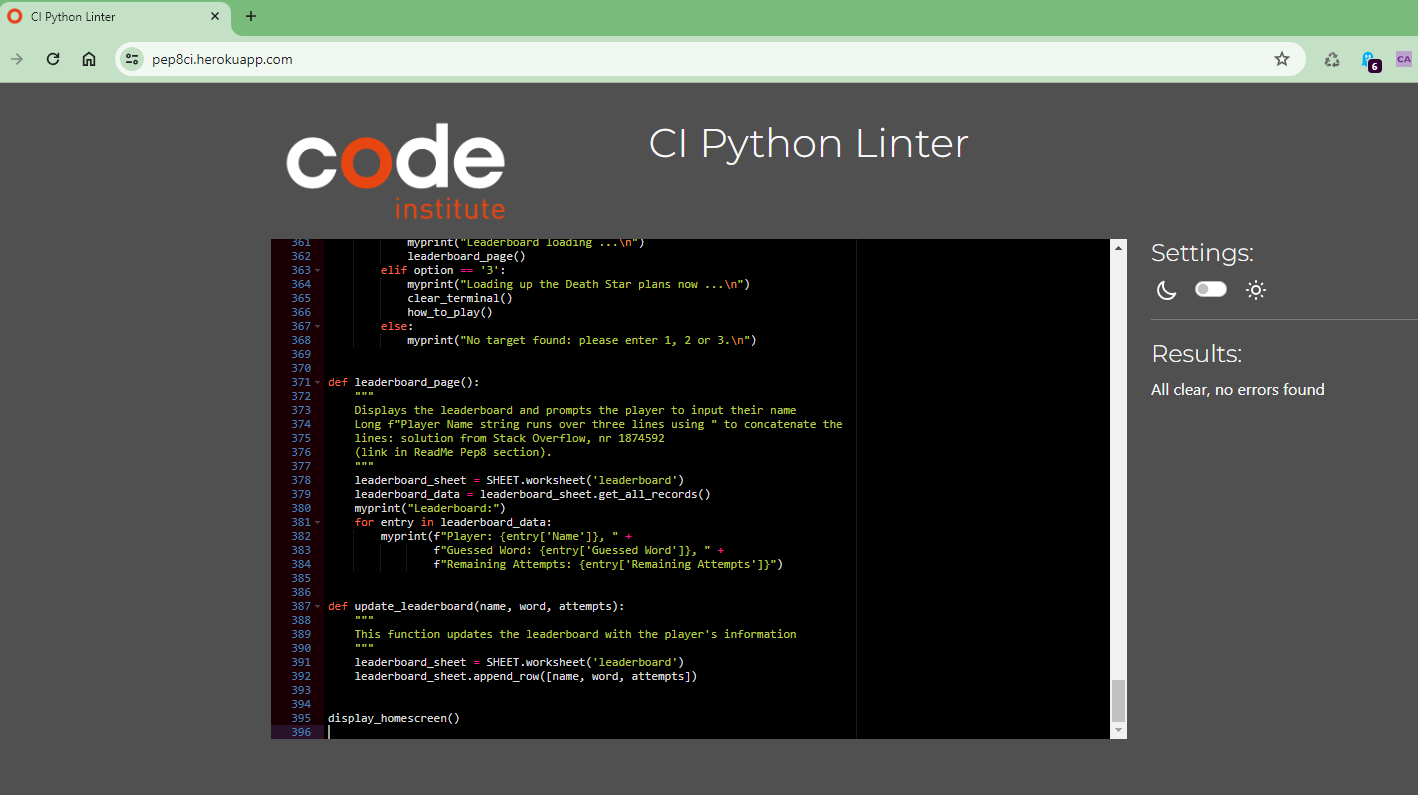 CI Python Linter
pep8ci.herokuapp.com
6
CA
code
institute
CI Python Linter
361 myprint("Leaderboard loading ...\n")
362 leaderboard_page()
363 elif option == '3':
364 myprint("Loading up the Death Star plans now ...\n")
365 clear_terminal()
366 how_to_play()
367 else:
368 myprint("No target found: please enter 1, 2 or 3.\n")
369
370
371 def leaderboard_page():
372 """
373 Displays the leaderboard and prompts the player to input their name
374 Long f"Player Name string runs over three lines using " to concatenate the
375 lines: solution from Stack Overflow, nr 1874592
376 (link in ReadMe Pep8 section).
377 """
378 leaderboard_sheet = SHEET.worksheet('leaderboard')
379 leaderboard_data = leaderboard_sheet.get_all_records()
380 myprint("Leaderboard:")
381 for entry in leaderboard_data:
382 myprint(f"Player: {entry['Name']}, " +
383 f"Guessed Word: {entry['Guessed Word']}, " +
384 f"Remaining Attempts: {entry['Remaining Attempts']}")
385
386
387 def update_leaderboard(name, word, attempts):
388 """
389 This function updates the leaderboard with the player's information
390 """
391 leaderboard_sheet = SHEET.worksheet('leaderboard')
392 leaderboard_sheet.append_row([name, word, attempts])
393
394
395 display_homescreen()
396
Settings:
Results:
All clear, no errors found